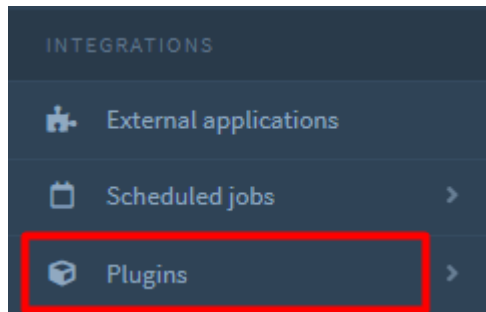 INTEGRATIONS
External applications
Scheduled jobs
Plugins